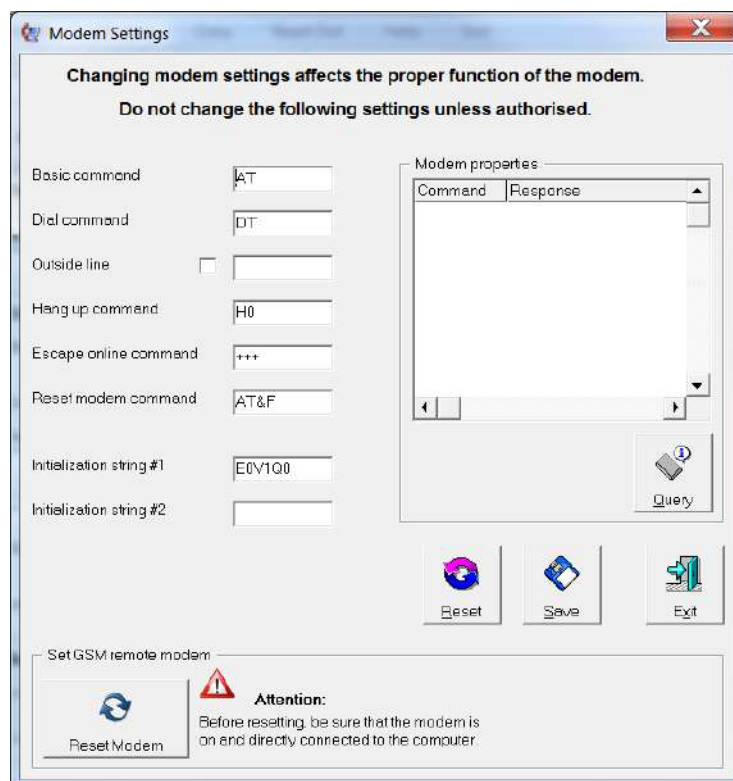 Modem Settings
Changing modem settings affects the proper function of the modem.
Do not change the following settings unless authorised.
Basic command AT
Dial command DT
Outside line
Hang up command H0
Escape online command +++
Reset modem command AT&F
Initialization string #1 E0V1Q0
Initialization string #2
Modem properties
Command Response
Query
Reset Save Exit
Set GSM remote modem
Reset Modem
Attention:
Before resetting, be sure that the modem is
on and directly connected to the computer.